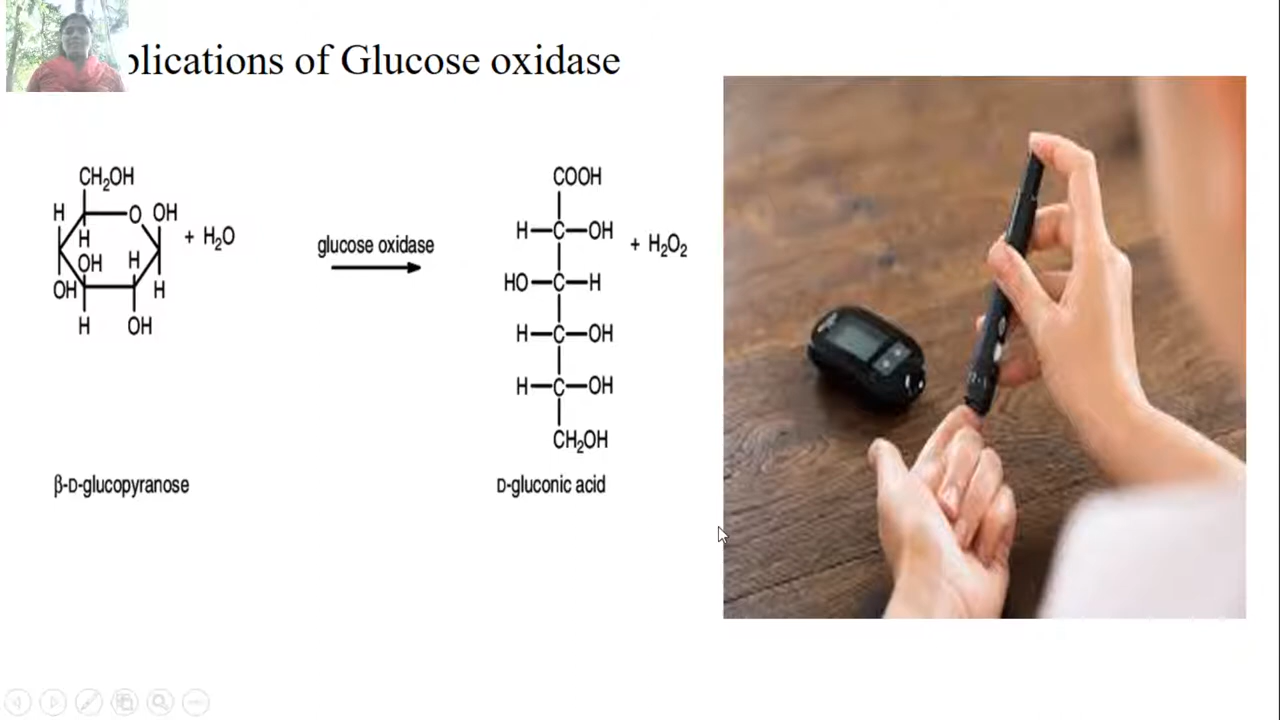 plications of Glucose oxidase
CH₂OH
H
O
OH
+ H₂O
H
OH
H
OH
H
H
OH
glucose oxidase
COOH
H—C—OH
+ H₂O₂
HO—C—H
H—C—OH
H—C—OH
CH₂OH
β-D-glucopyranose
D-gluconic acid